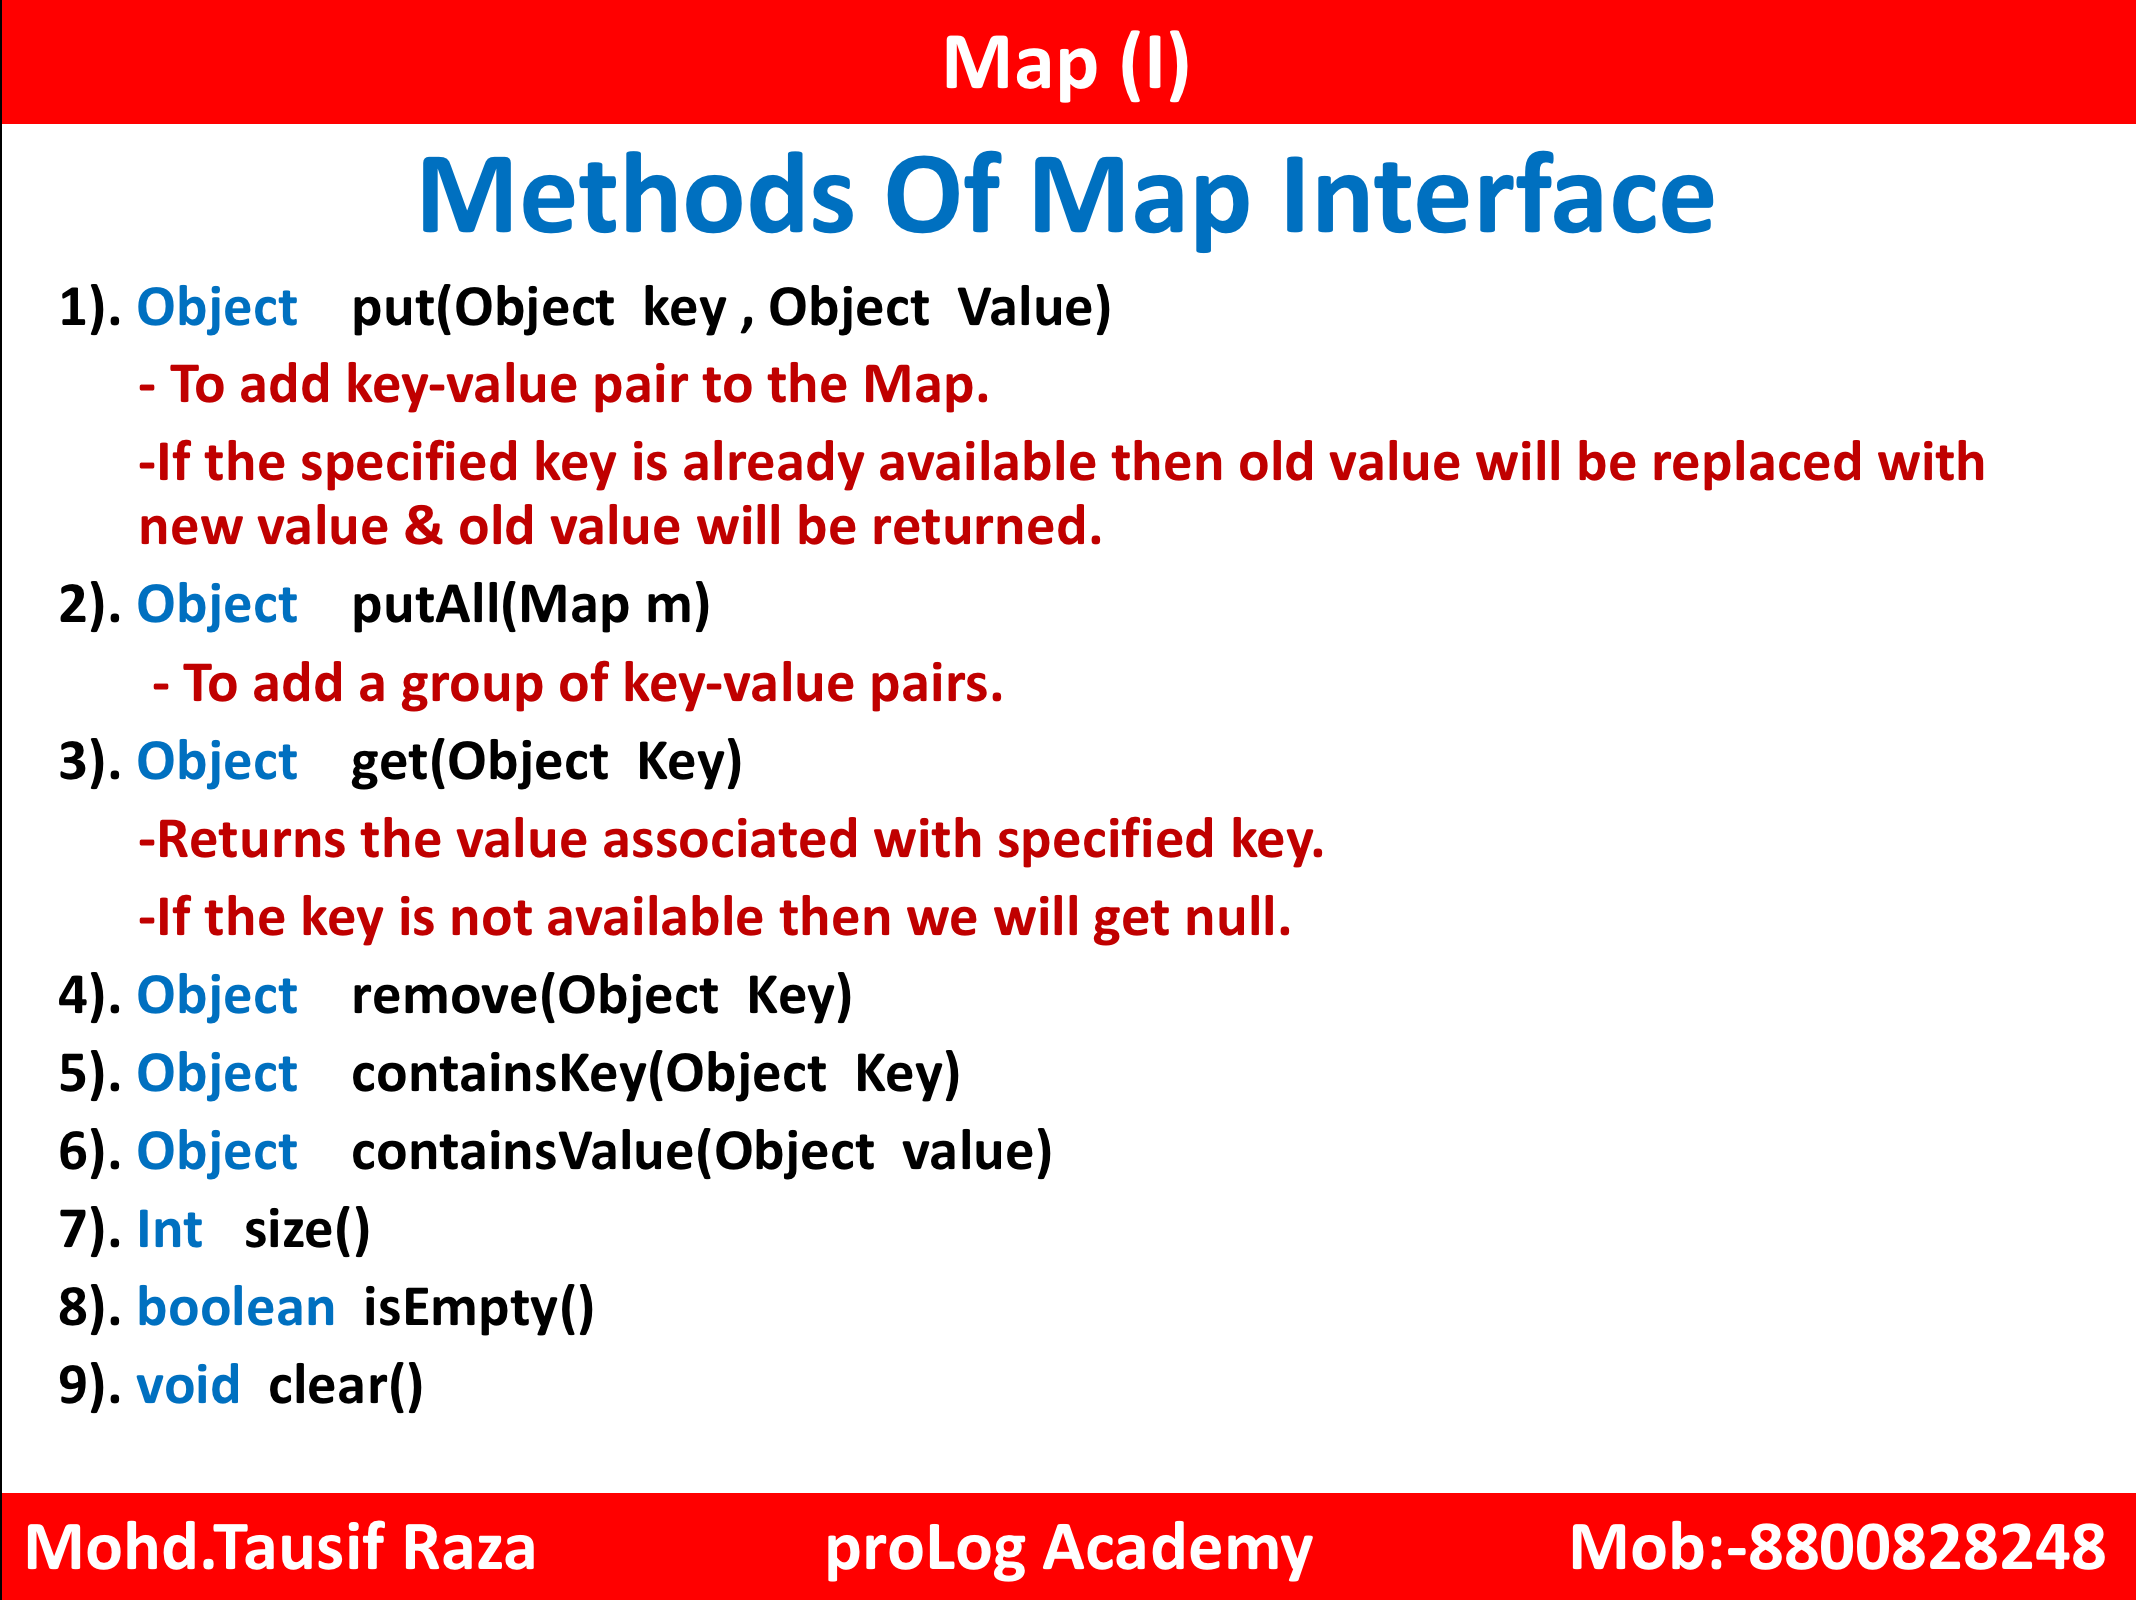 Map (I)
Methods Of Map Interface
1). Object put(Object key , Object Value)
- To add key-value pair to the Map.
-If the specified key is already available then old value will be replaced with
new value & old value will be returned.
2). Object putAll(Map m)
- To add a group of key-value pairs.
3). Object get(Object Key)
-Returns the value associated with specified key.
-If the key is not available then we will get null.
4). Object remove(Object Key)
5). Object containsKey(Object Key)
6). Object containsValue(Object value)
7). Int size()
8). boolean isEmpty()
9). void clear()
Mohd.Tausif Raza proLog Academy Mob:-8800828248